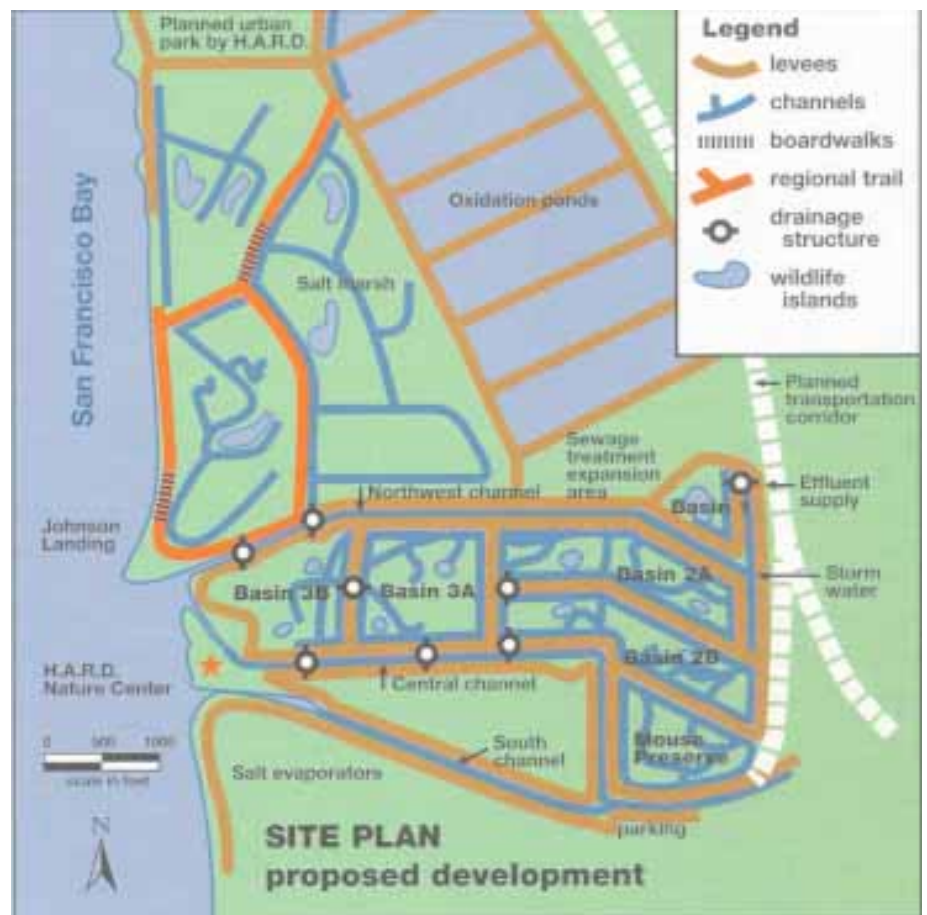 Planned urban
park by H.A.R.D.
Legend
levees
channels
boardwalks
regional trail
drainage
structure
wildlife
islands
San Francisco Bay
Oxidation ponds
Salt marsh
Planned
transportation
corridor
Sewage
treatment
expansion
area
Effluent
supply
Northwest channel
Basin 1
Johnson
Landing
Basin 3B
Basin 3A
Basin 2A
Storm
water
Basin 2B
H.A.R.D.
Nature Center
Central channel
0 500 1000
scale in feet
South
channel
Mouse
Preserve
Salt evaporators
parking
N
SITE PLAN
proposed development